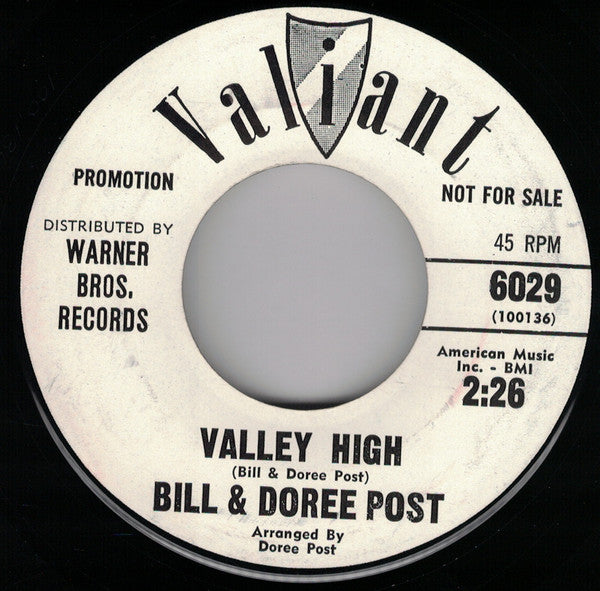 Valiant
PROMOTION
NOT FOR SALE
DISTRIBUTED BY
WARNER
BROS.
RECORDS
45 RPM
6029
(100136)
American Music
Inc. - BMI
2:26
VALLEY HIGH
(Bill & Doree Post)
BILL & DOREE POST
Arranged By
Doree Post